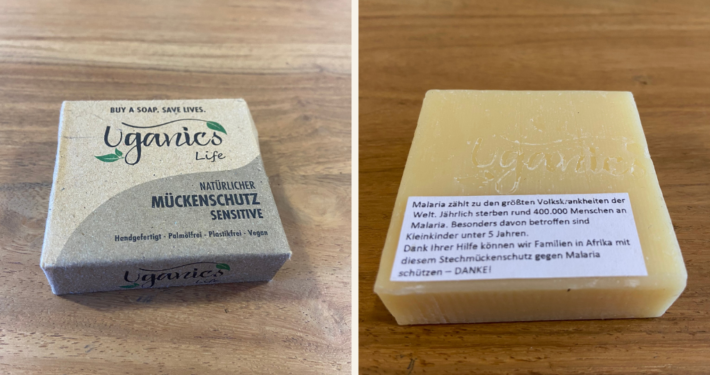 BUY A SOAP. SAVE LIVES.
Uganics
Life
NATÜRLICHER
MÜCKENSCHUTZ
SENSITIVE
Handgefertigt • Palmölfrei • Plastikfrei • Vegan
Uganics
Life
Uganics
Malaria zählt zu den größten Volkskrankheiten der
Welt. Jährlich sterben rund 400.000 Menschen an
Malaria. Besonders davon betroffen sind
Kleinkinder unter 5 Jahren.
Dank Ihrer Hilfe können wir Familien in Afrika mit
diesem Stechmückenschutz gegen Malaria
schützen – DANKE!